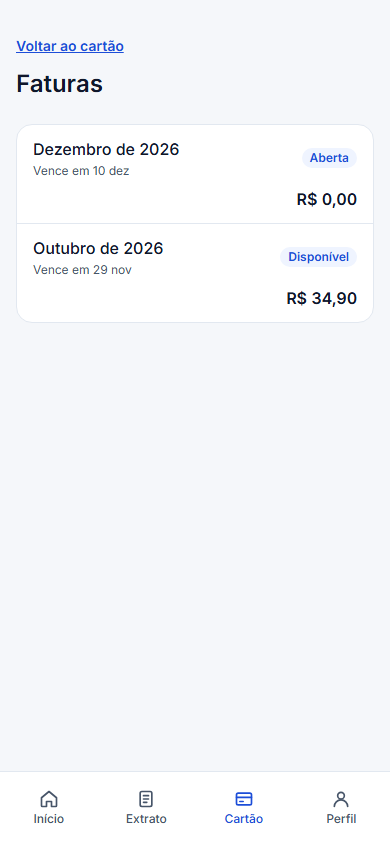 Voltar ao cartão
Faturas
Dezembro de 2026
Aberta
Vence em 10 dez
R$ 0,00
Outubro de 2026
Disponível
Vence em 29 nov
R$ 34,90
Início
Extrato
Cartão
Perfil